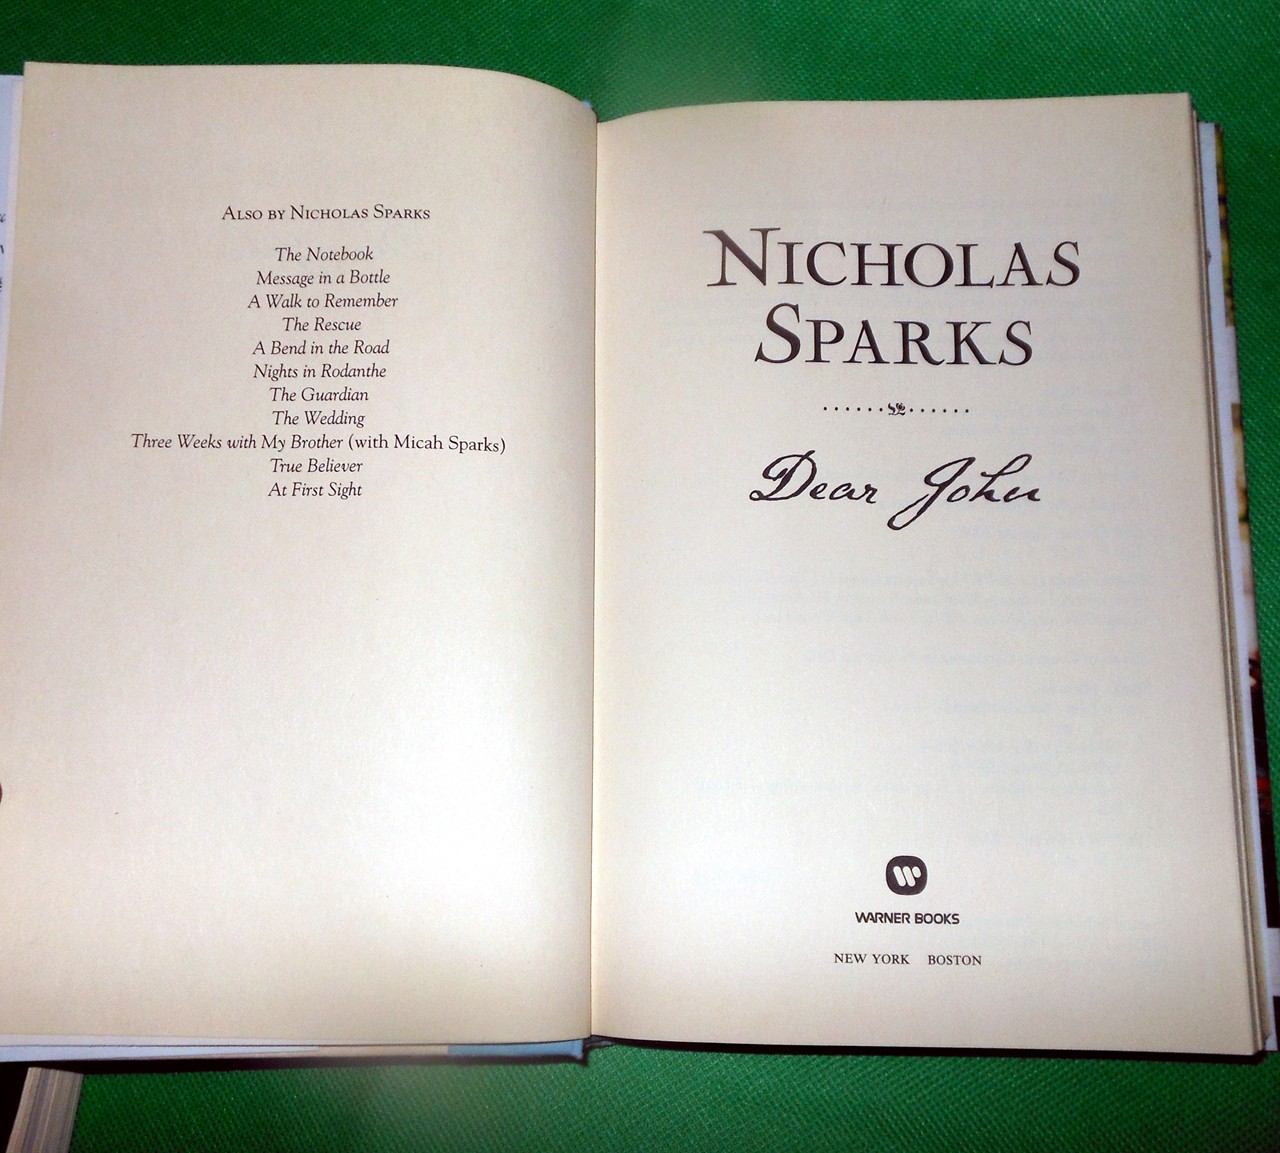 ALSO BY NICHOLAS SPARKS
The Notebook
Message in a Bottle
A Walk to Remember
The Rescue
A Bend in the Road
Nights in Rodanthe
The Guardian
The Wedding
Three Weeks with My Brother (with Micah Sparks)
True Believer
At First Sight
NICHOLAS
SPARKS
Dear John
WARNER BOOKS
NEW YORK BOSTON